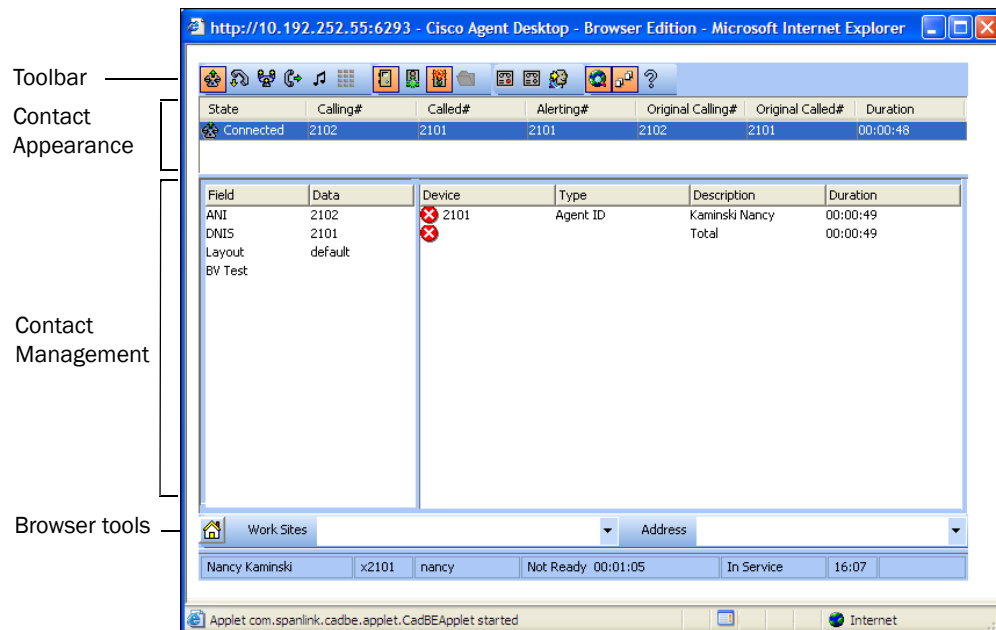 http://10.192.252.55:6293 - Cisco Agent Desktop - Browser Edition - Microsoft Internet Explorer
Toolbar
Contact Appearance
State Calling# Called# Alerting# Original Calling# Original Called# Duration
Connected 2102 2101 2101 2102 2101 00:00:48
Field Data Device Type Description Duration
ANI 2102 2101 Agent ID Kaminski Nancy 00:00:49
DNIS 2101 Total 00:00:49
Layout default
BV Test
Contact Management
Browser tools
Work Sites Address
Nancy Kaminski x2101 nancy Not Ready 00:01:05 In Service 16:07
Applet com.spanlink.cadbe.applet.CadBEApplet started Internet